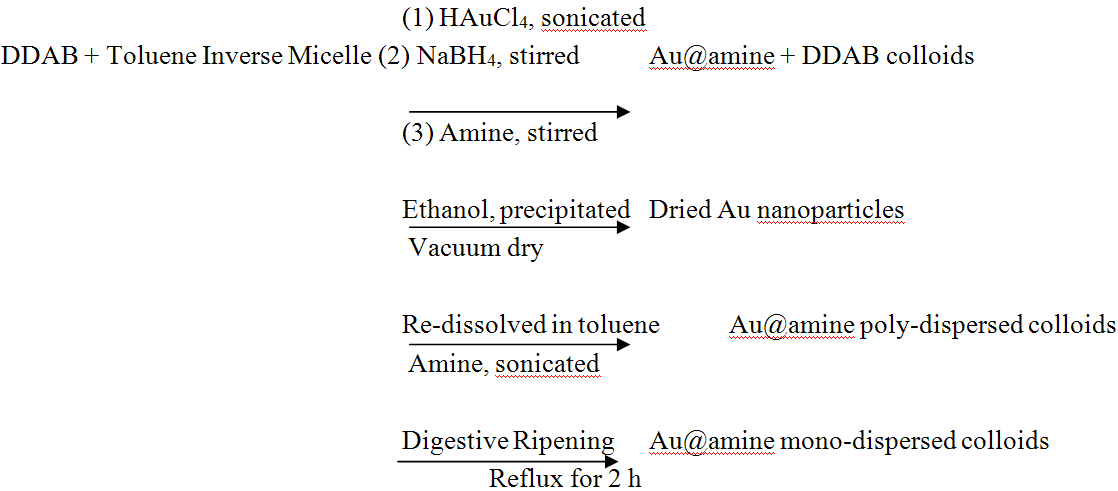 (1) HAuCl4, sonicated
DDAB + Toluene Inverse Micelle (2) NaBH4, stirred Au@amine + DDAB colloids
(3) Amine, stirred
Ethanol, precipitated Dried Au nanoparticles
Vacuum dry
Re-dissolved in toluene Au@amine poly-dispersed colloids
Amine, sonicated
Digestive Ripening Au@amine mono-dispersed colloids
Reflux for 2 h